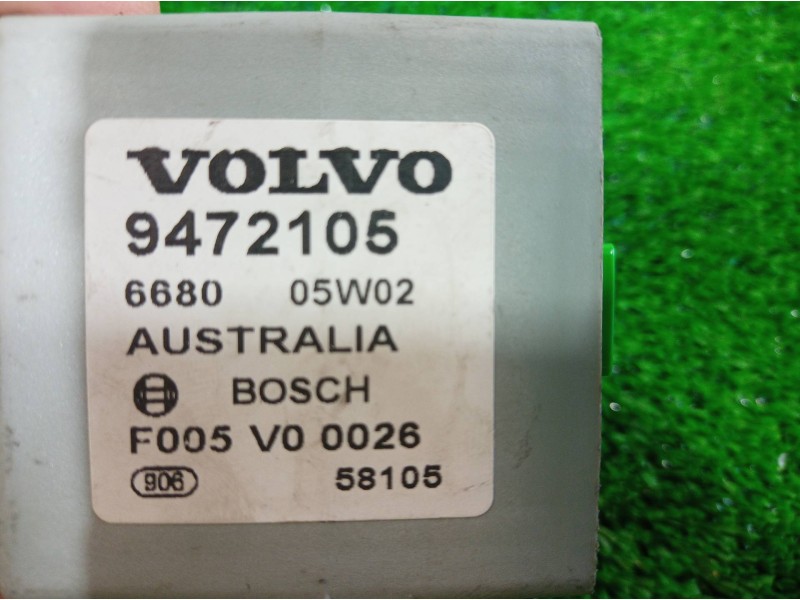 VOLVO
9472105
6680 05W02
AUSTRALIA
BOSCH
F005 V0 0026
906 58105